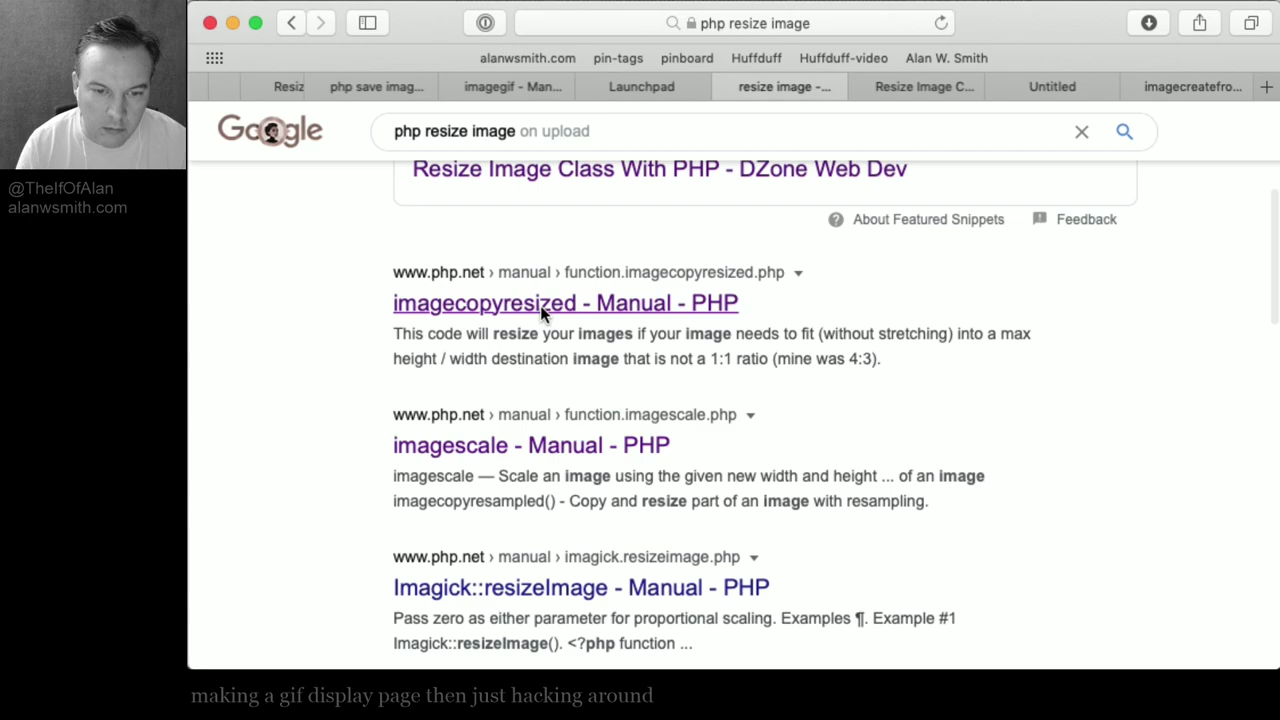 php resize image
alanwsmith.com pin-tags pinboard Huffduff Huffduff-video Alan W. Smith
Resiz php save imag... imagegif - Man... Launchpad resize image -... Resize Image C... Untitled imagecreatefro...
Google
php resize image on upload
Resize Image Class With PHP - DZone Web Dev
About Featured Snippets Feedback
www.php.net › manual › function.imagecopyresized.php
imagecopyresized - Manual - PHP
This code will resize your images if your image needs to fit (without stretching) into a max
height / width destination image that is not a 1:1 ratio (mine was 4:3).
www.php.net › manual › function.imagescale.php
imagescale - Manual - PHP
imagescale — Scale an image using the given new width and height ... of an image
imagecopyresampled() - Copy and resize part of an image with resampling.
www.php.net › manual › imagick.resizeimage.php
Imagick::resizeImage - Manual - PHP
Pass zero as either parameter for proportional scaling. Examples ¶. Example #1
Imagick::resizeImage(). <?php function ...
@TheIfOfAlan
alanwsmith.com
making a gif display page then just hacking around